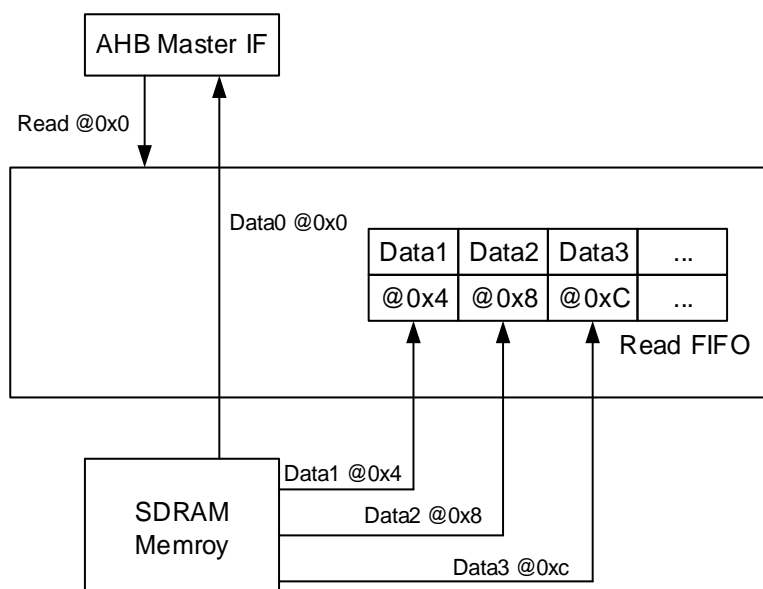 AHB Master IF
Read @0x0
Data0 @0x0
Data1 Data2 Data3 ...
@0x4 @0x8 @0xC ...
Read FIFO
Data1 @0x4
SDRAM
Memroy
Data2 @0x8
Data3 @0xc